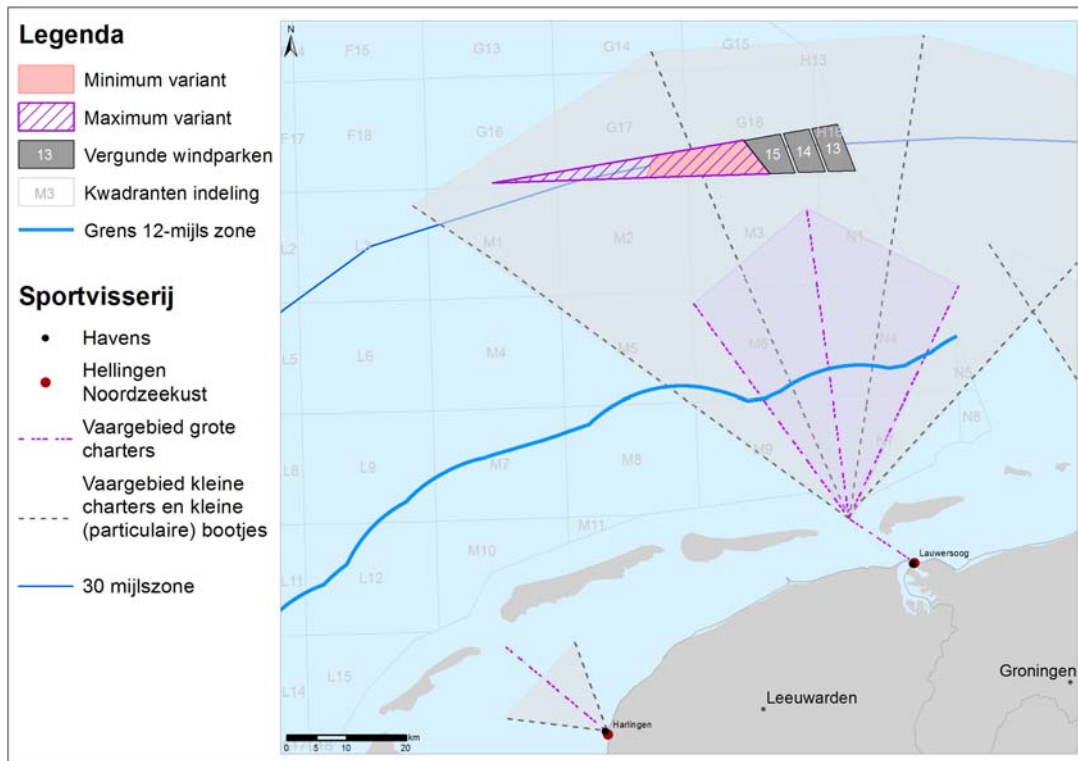 Legenda
Minimum variant
Maximum variant
13 Vergunde windparken
M3 Kwadranten indeling
Grens 12-mijls zone
Sportvisserij
Havens
Hellingen
Noordzeekust
Vaargebied grote
charters
Vaargebied kleine
charters en kleine
(particulaire) bootjes
30 mijlszone
N
F15 G13 G14 G15
H13
F17 F18 G16 G17 G18 H16
15 14 13
L2 L3 M1 M2 M3 N1
L5 L6 M4 M5 M6 N4
N5
L8 L9 M7 M8 M9 N7 N8
M11
M10
L11 L12
L14 L15
Lauwersoog
Harlingen
Leeuwarden
Groningen
0 5 10 20 km